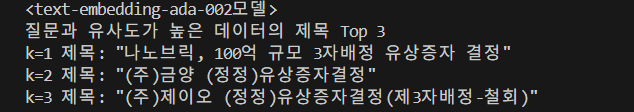 <text-embedding-ada-002모델>
질문과 유사도가 높은 데이터의 제목 Top 3
k=1 제목: "나노브릭, 100억 규모 3자배정 유상증자 결정"
k=2 제목: "(주)금양 (정정)유상증자결정"
k=3 제목: "(주)제이오 (정정)유상증자결정(제3자배정-철회)"